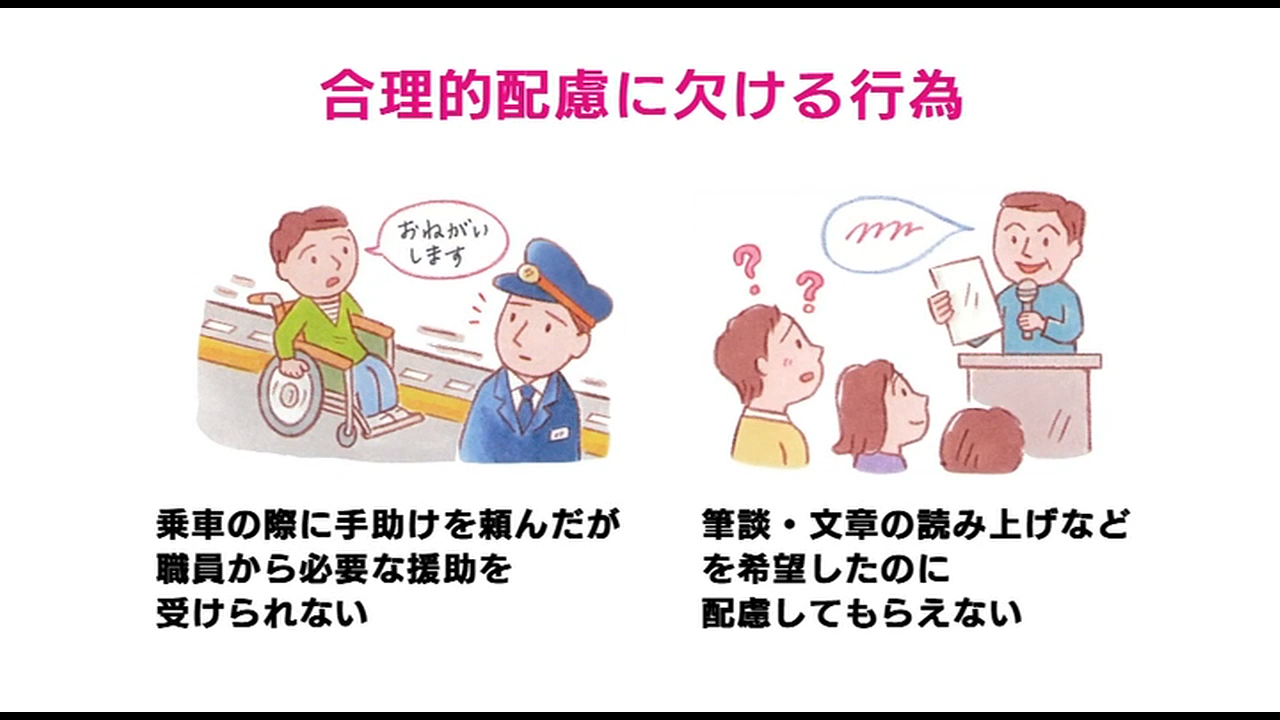 合理的配慮に欠ける行為
おねがい
します
?
?
乗車の際に手助けを頼んだが
職員から必要な援助を
受けられない
筆談・文章の読み上げなど
を希望したのに
配慮してもらえない